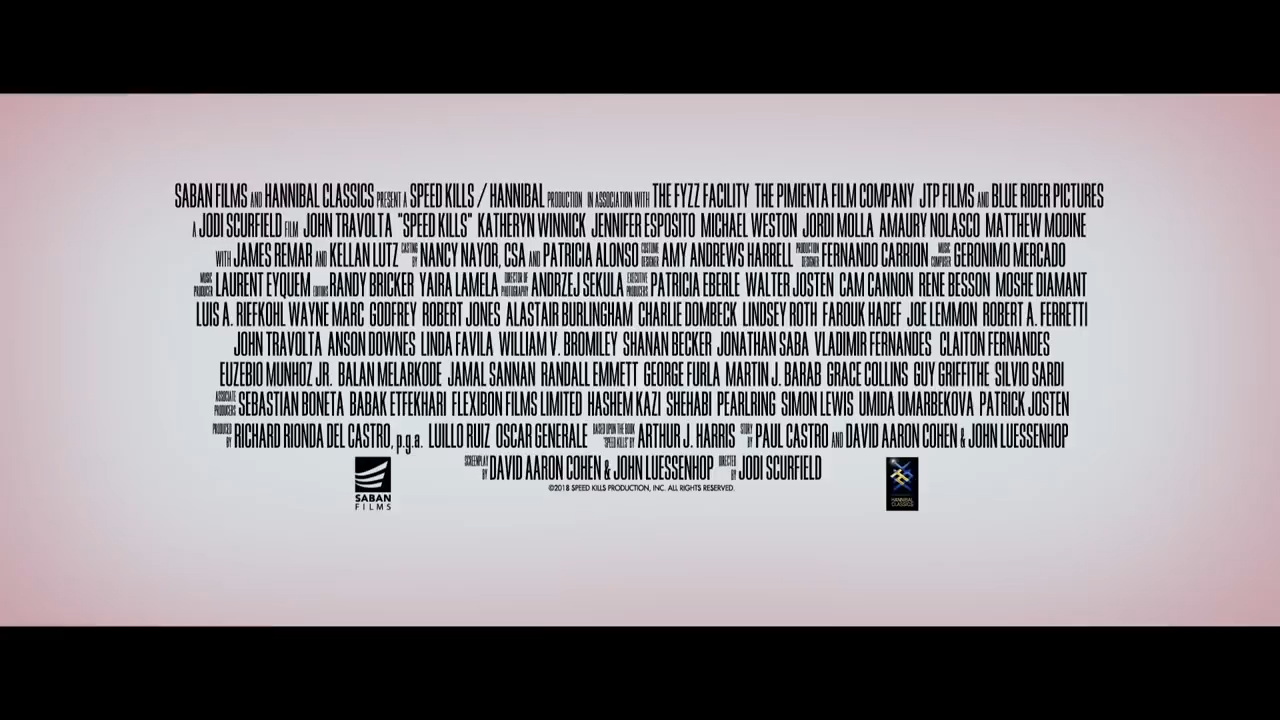 SABAN FILMS AND HANNIBAL CLASSICS PRESENT A SPEED KILLS / HANNIBAL PRODUCTION IN ASSOCIATION WITH THE FYZZ FACILITY THE PIMIENTA FILM COMPANY JTP FILMS AND BLUE RIDER PICTURES
A JODI SCURFIELD FILM JOHN TRAVOLTA "SPEED KILLS" KATHERYN WINNICK JENNIFER ESPOSITO MICHAEL WESTON JORDI MOLLA AMAURY NOLASCO MATTHEW MODINE
WITH JAMES REMAR AND KELLAN LUTZ CASTING BY NANCY NAYOR, CSA AND PATRICIA ALONSO COSTUME DESIGNER AMY ANDREWS HARRELL PRODUCTION DESIGNER FERNANDO CARRION MUSIC COMPOSER GERONIMO MERCADO
MUSIC PRODUCER LAURENT EYQUEM EDITORS RANDY BRICKER YAIRA LAMELA DIRECTOR OF PHOTOGRAPHY ANDRZEJ SEKULA EXECUTIVE PRODUCERS PATRICIA EBERLE WALTER JOSTEN CAM CANNON RENE BESSON MOSHE DIAMANT
LUIS A. RIEFKOHL WAYNE MARC GODFREY ROBERT JONES ALASTAIR BURLINGHAM CHARLIE DOMBECK LINDSEY ROTH FAROUK HADEF JOE LEMMON ROBERT A. FERRETTI
JOHN TRAVOLTA ANSON DOWNES LINDA FAVILA WILLIAM V. BROMILEY SHANAN BECKER JONATHAN SABA VLADIMIR FERNANDES CLAITON FERNANDES
EUZEBIO MUNHOZ JR. BALAN MELARKODE JAMAL SANNAN RANDALL EMMETT GEORGE FURLA MARTIN J. BARAB GRACE COLLINS GUY GRIFFITHE SILVIO SARDI
ASSOCIATE PRODUCERS SEBASTIAN BONETA BABAK ETFEKHARI FLEXIBON FILMS LIMITED HASHEM KAZI SHEHABI PEARLRING SIMON LEWIS UMIDA UMARBEKOVA PATRICK JOSTEN
PRODUCED BY RICHARD RIONDA DEL CASTRO, p.g.a. LUILLO RUIZ OSCAR GENERALE BASED UPON THE BOOK "SPEED KILLS" BY ARTHUR J. HARRIS STORY BY PAUL CASTRO AND DAVID AARON COHEN & JOHN LUESSENHOP
SCREENPLAY BY DAVID AARON COHEN & JOHN LUESSENHOP DIRECTED BY JODI SCURFIELD
©2018 SPEED KILLS PRODUCTION, INC. ALL RIGHTS RESERVED.
SABAN
FILMS
HANNIBAL
CLASSICS